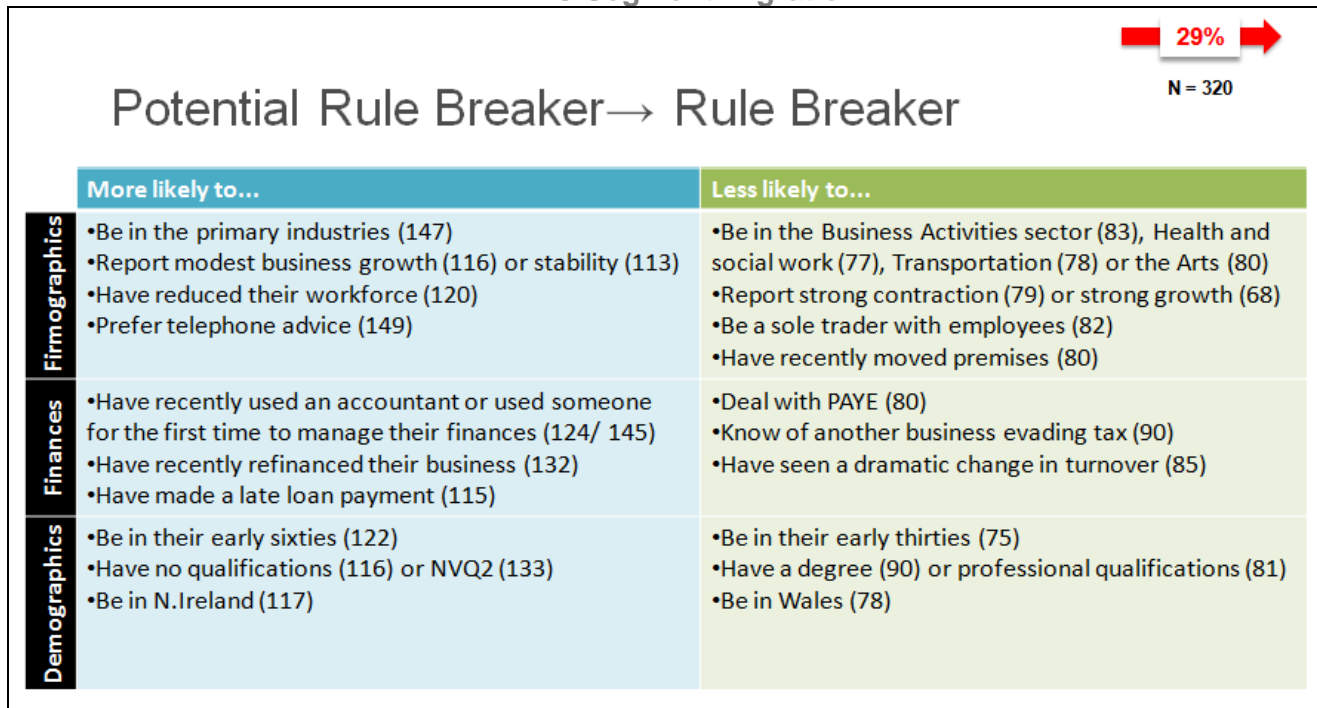 29%
N = 320
Potential Rule Breaker→ Rule Breaker
More likely to...
Less likely to...
Firmographics
•Be in the primary industries (147)
•Report modest business growth (116) or stability (113)
•Have reduced their workforce (120)
•Prefer telephone advice (149)
•Be in the Business Activities sector (83), Health and
social work (77), Transportation (78) or the Arts (80)
•Report strong contraction (79) or strong growth (68)
•Be a sole trader with employees (82)
•Have recently moved premises (80)
Finances
•Have recently used an accountant or used someone
for the first time to manage their finances (124/ 145)
•Have recently refinanced their business (132)
•Have made a late loan payment (115)
•Deal with PAYE (80)
•Know of another business evading tax (90)
•Have seen a dramatic change in turnover (85)
Demographics
•Be in their early sixties (122)
•Have no qualifications (116) or NVQ2 (133)
•Be in N.Ireland (117)
•Be in their early thirties (75)
•Have a degree (90) or professional qualifications (81)
•Be in Wales (78)